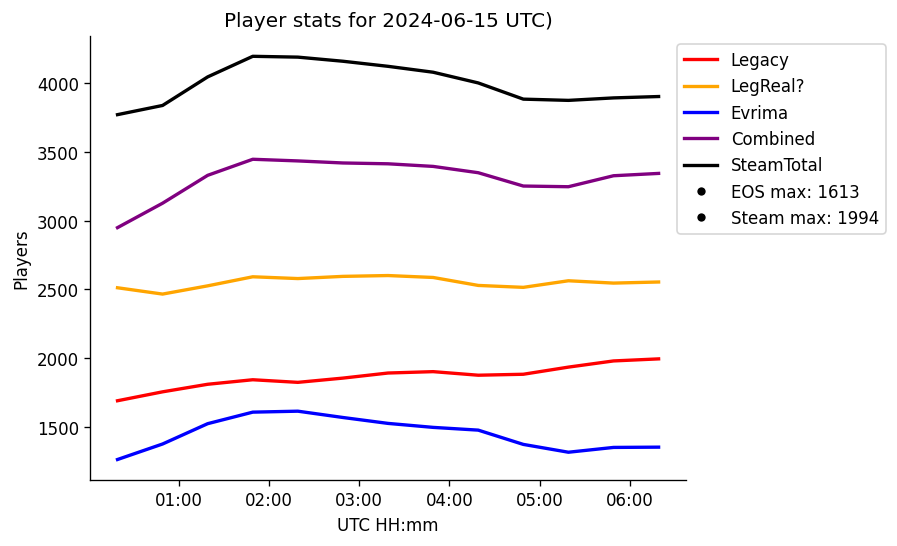 Player stats for 2024-06-15 UTC)
Legacy
LegReal?
Evrima
Combined
SteamTotal
EOS max: 1613
Steam max: 1994
Players
4000
3500
3000
2500
2000
1500
01:00 02:00 03:00 04:00 05:00 06:00
UTC HH:mm